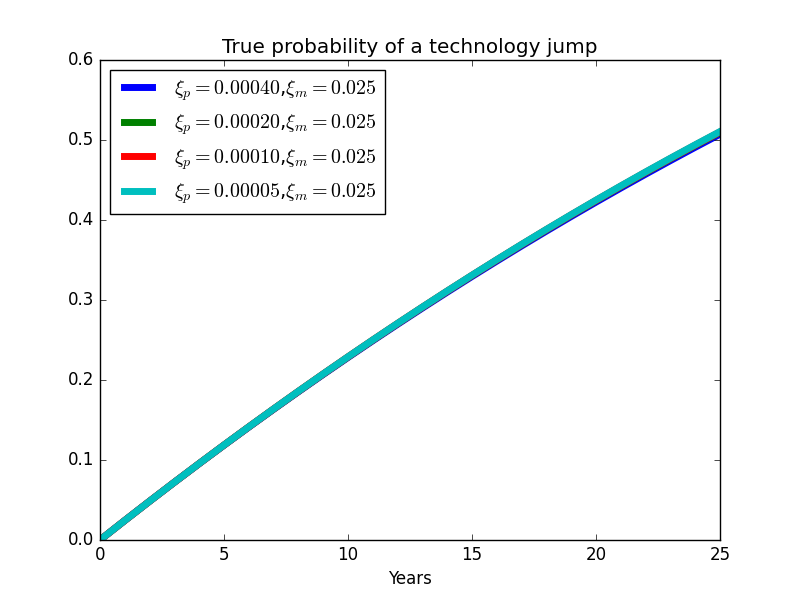 True probability of a technology jump
0.6
ξₚ = 0.00040,ξₘ = 0.025
ξₚ = 0.00020,ξₘ = 0.025
ξₚ = 0.00010,ξₘ = 0.025
ξₚ = 0.00005,ξₘ = 0.025
0.5
0.4
0.3
0.2
0.1
0.0
0 5 10 15 20 25
Years